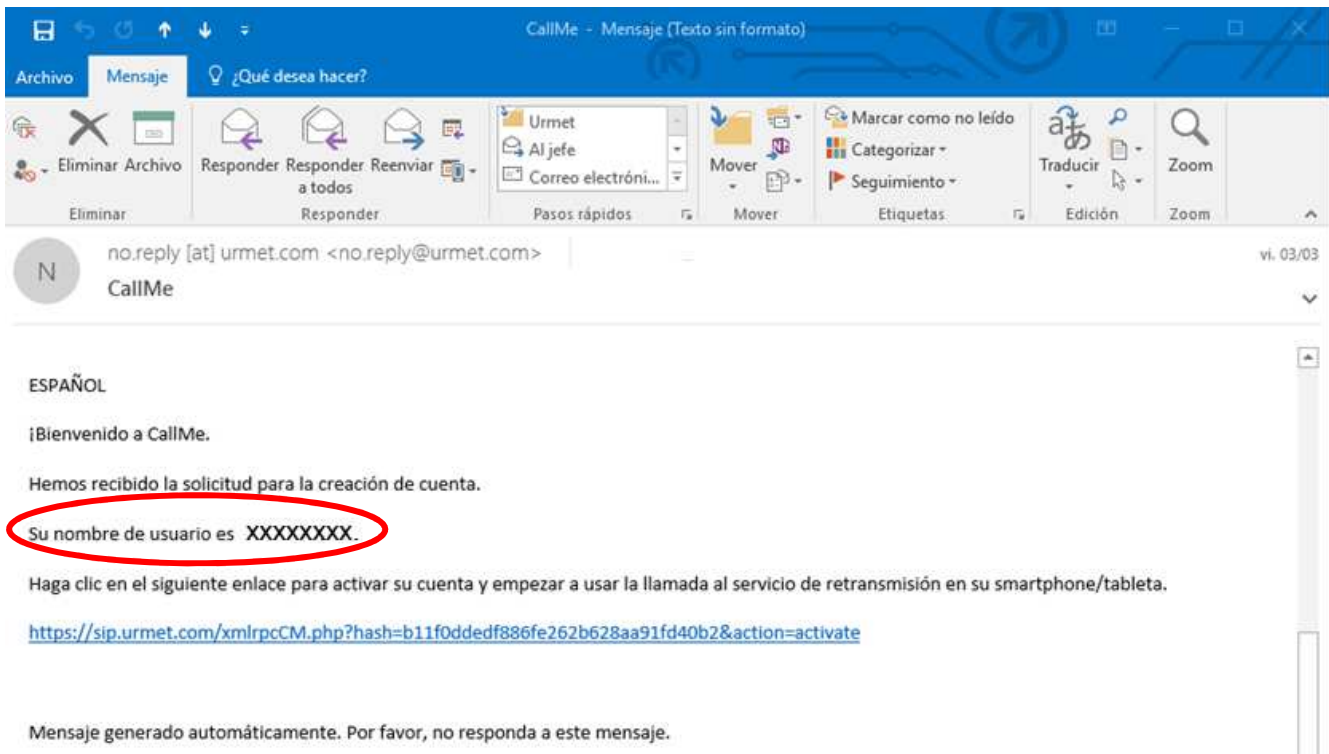 CallMe - Mensaje (Texto sin formato)
Archivo Mensaje ¿Qué desea hacer?
Eliminar Archivo Responder Responder a todos Reenviar Urmet Al jefe Correo electróni... Mover Marcar como no leído Categorizar Seguimiento Traducir Zoom
Eliminar Responder Pasos rápidos Mover Etiquetas Edición Zoom
N
no.reply [at] urmet.com <no.reply@urmet.com>
vi. 03/03
CallMe
ESPAÑOL
¡Bienvenido a CallMe.
Hemos recibido la solicitud para la creación de cuenta.
Su nombre de usuario es XXXXXXXX.
Haga clic en el siguiente enlace para activar su cuenta y empezar a usar la llamada al servicio de retransmisión en su smartphone/tableta.
https://sip.urmet.com/xmlrpcCM.php?hash=b11f0ddedf886fe262b628aa91fd40b2&action=activate
Mensaje generado automáticamente. Por favor, no responda a este mensaje.